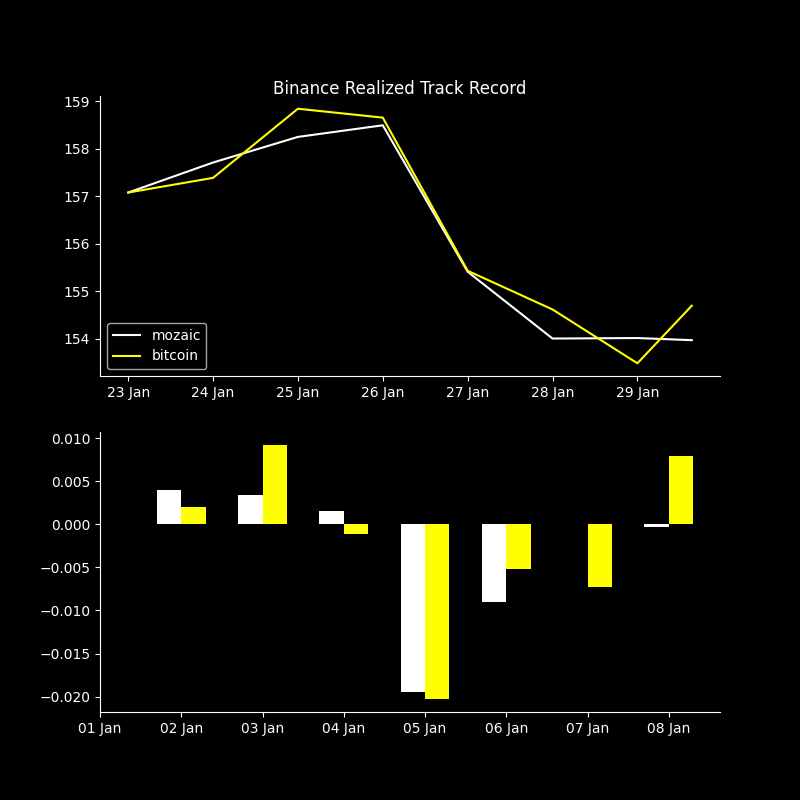 Binance Realized Track Record
159
158
157
156
155
154
mozaic
bitcoin
23 Jan 24 Jan 25 Jan 26 Jan 27 Jan 28 Jan 29 Jan
0.010
0.005
0.000
−0.005
−0.010
−0.015
−0.020
01 Jan 02 Jan 03 Jan 04 Jan 05 Jan 06 Jan 07 Jan 08 Jan